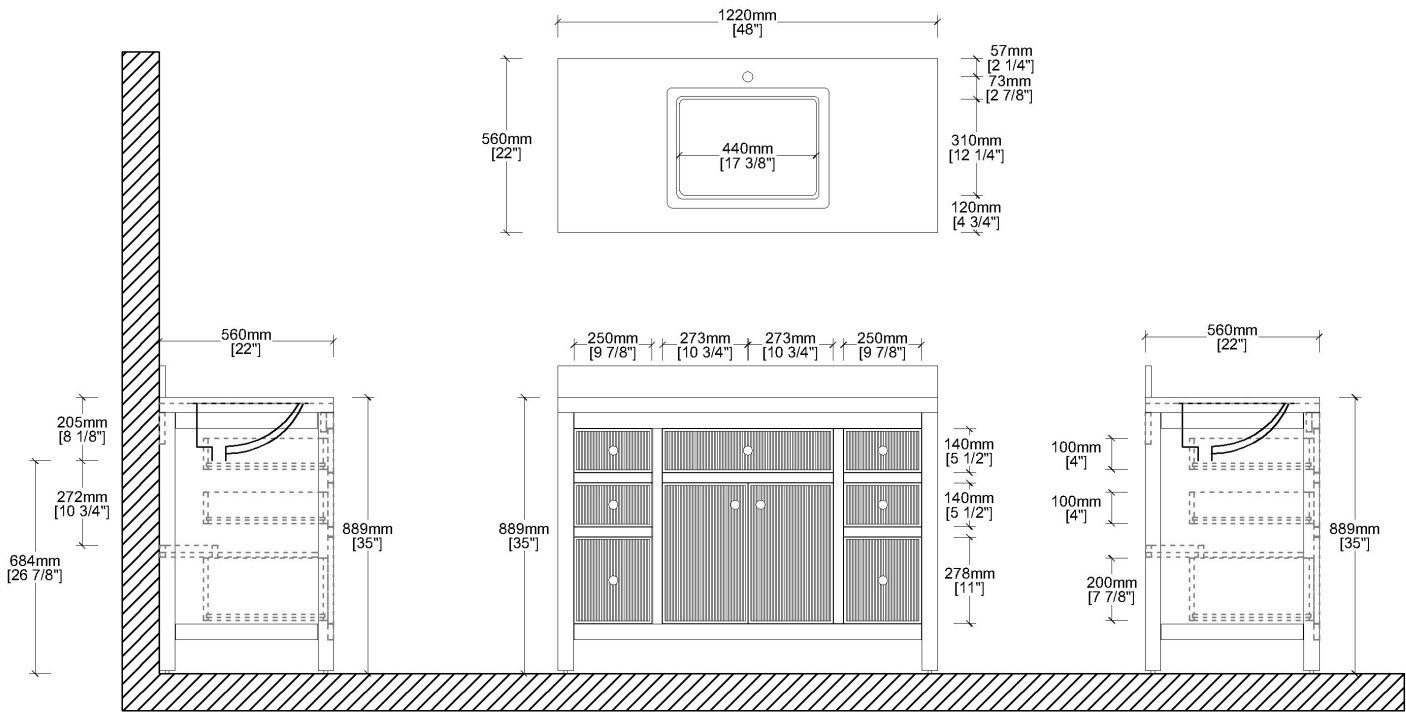 1220mm
[48"]
57mm
[2 1/4"]
73mm
[2 7/8"]
560mm
[22"]
440mm
[17 3/8"]
310mm
[12 1/4"]
120mm
[4 3/4"]
560mm
[22"]
250mm
[9 7/8"]
273mm
[10 3/4"]
273mm
[10 3/4"]
250mm
[9 7/8"]
560mm
[22"]
205mm
[8 1/8"]
272mm
[10 3/4"]
684mm
[26 7/8"]
889mm
[35"]
889mm
[35"]
140mm
[5 1/2"]
140mm
[5 1/2"]
278mm
[11"]
100mm
[4"]
100mm
[4"]
200mm
[7 7/8"]
889mm
[35"]